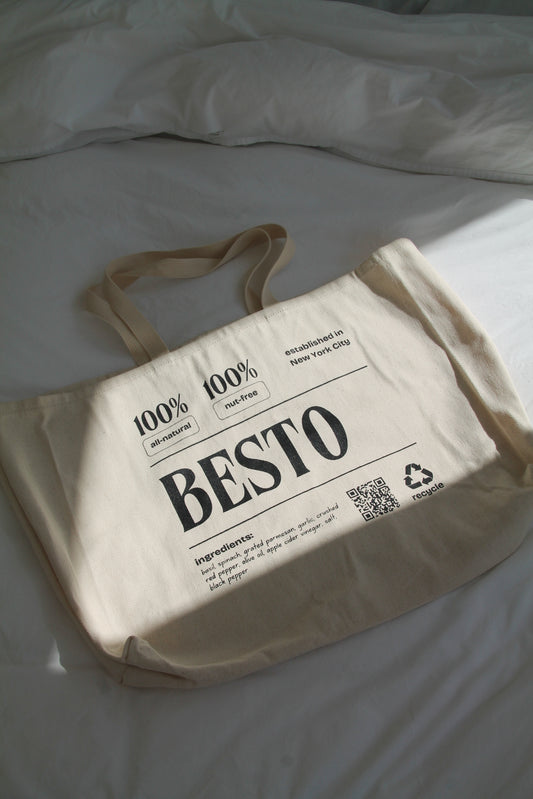 100%
all-natural
100%
nut-free
established in
New York City
BESTO
ingredients:
basil, spinach, grated parmesan, garlic, crushed
red pepper, olive oil, apple cider vinegar, salt,
black pepper
recycle